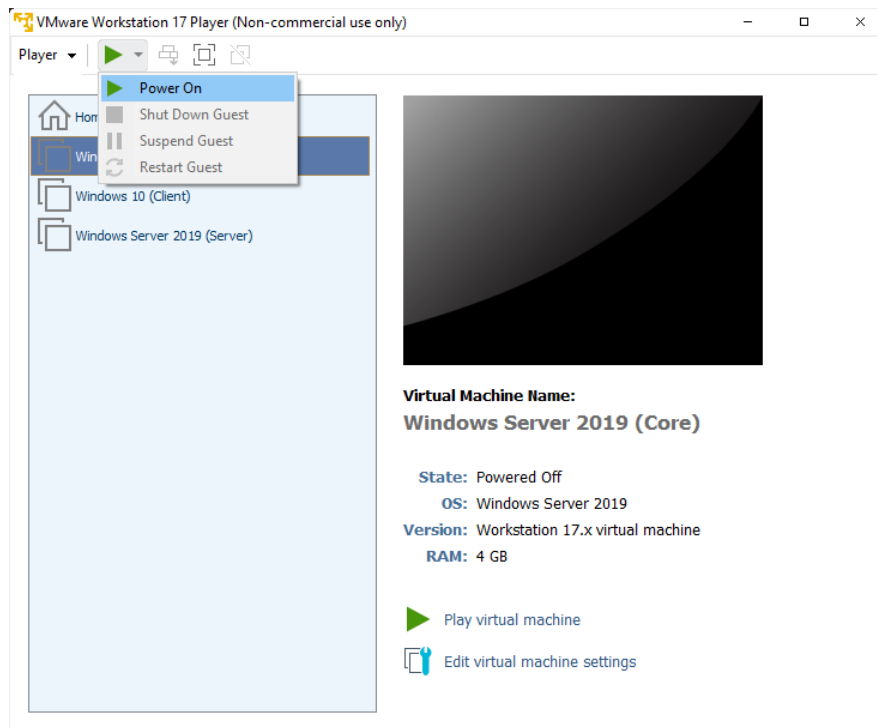 VMware Workstation 17 Player (Non-commercial use only)
Player
Power On
Shut Down Guest
Suspend Guest
Restart Guest
Windows 10 (Client)
Windows Server 2019 (Server)
Virtual Machine Name:
Windows Server 2019 (Core)
State: Powered Off
OS: Windows Server 2019
Version: Workstation 17.x virtual machine
RAM: 4 GB
Play virtual machine
Edit virtual machine settings